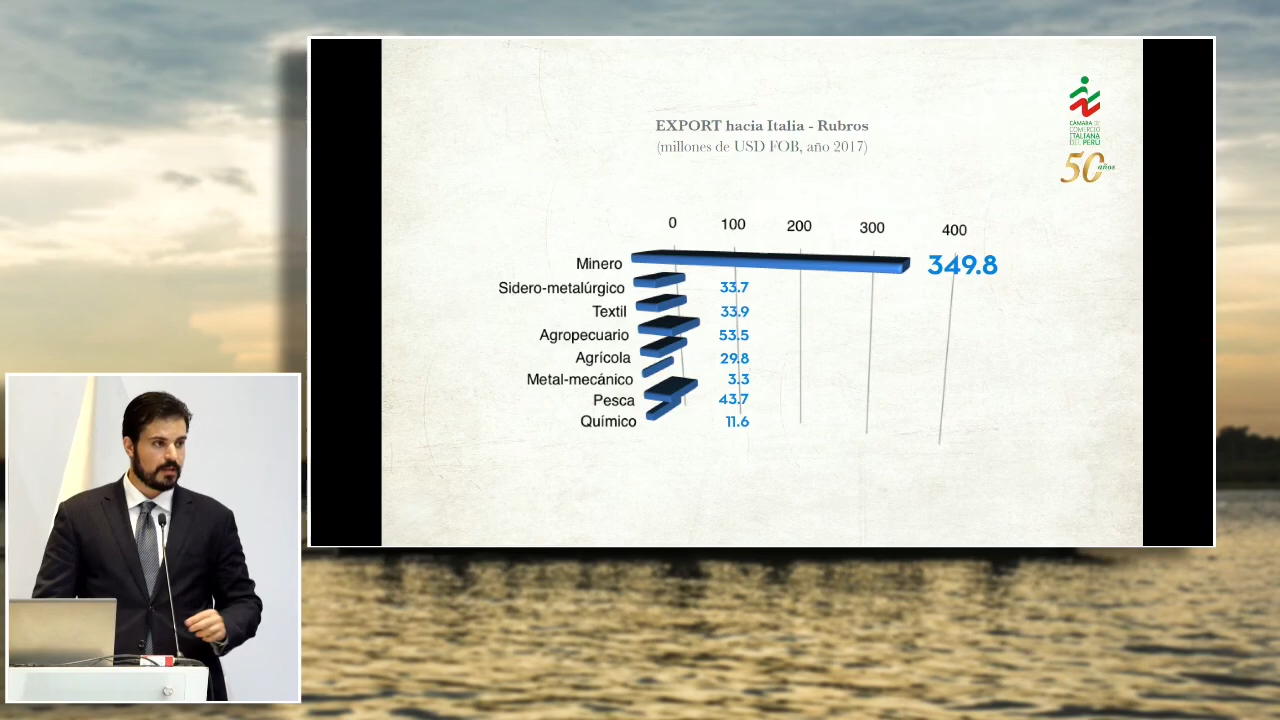 EXPORT hacia Italia - Rubros
(millones de USD FOB, año 2017)
CÁMARA DE
COMERCIO
ITALIANA
DEL PERÚ
50 años
0 100 200 300 400
Minero 349.8
Sidero-metalúrgico 33.7
Textil 33.9
Agropecuario 53.5
Agrícola 29.8
Metal-mecánico 3.3
Pesca 43.7
Químico 11.6